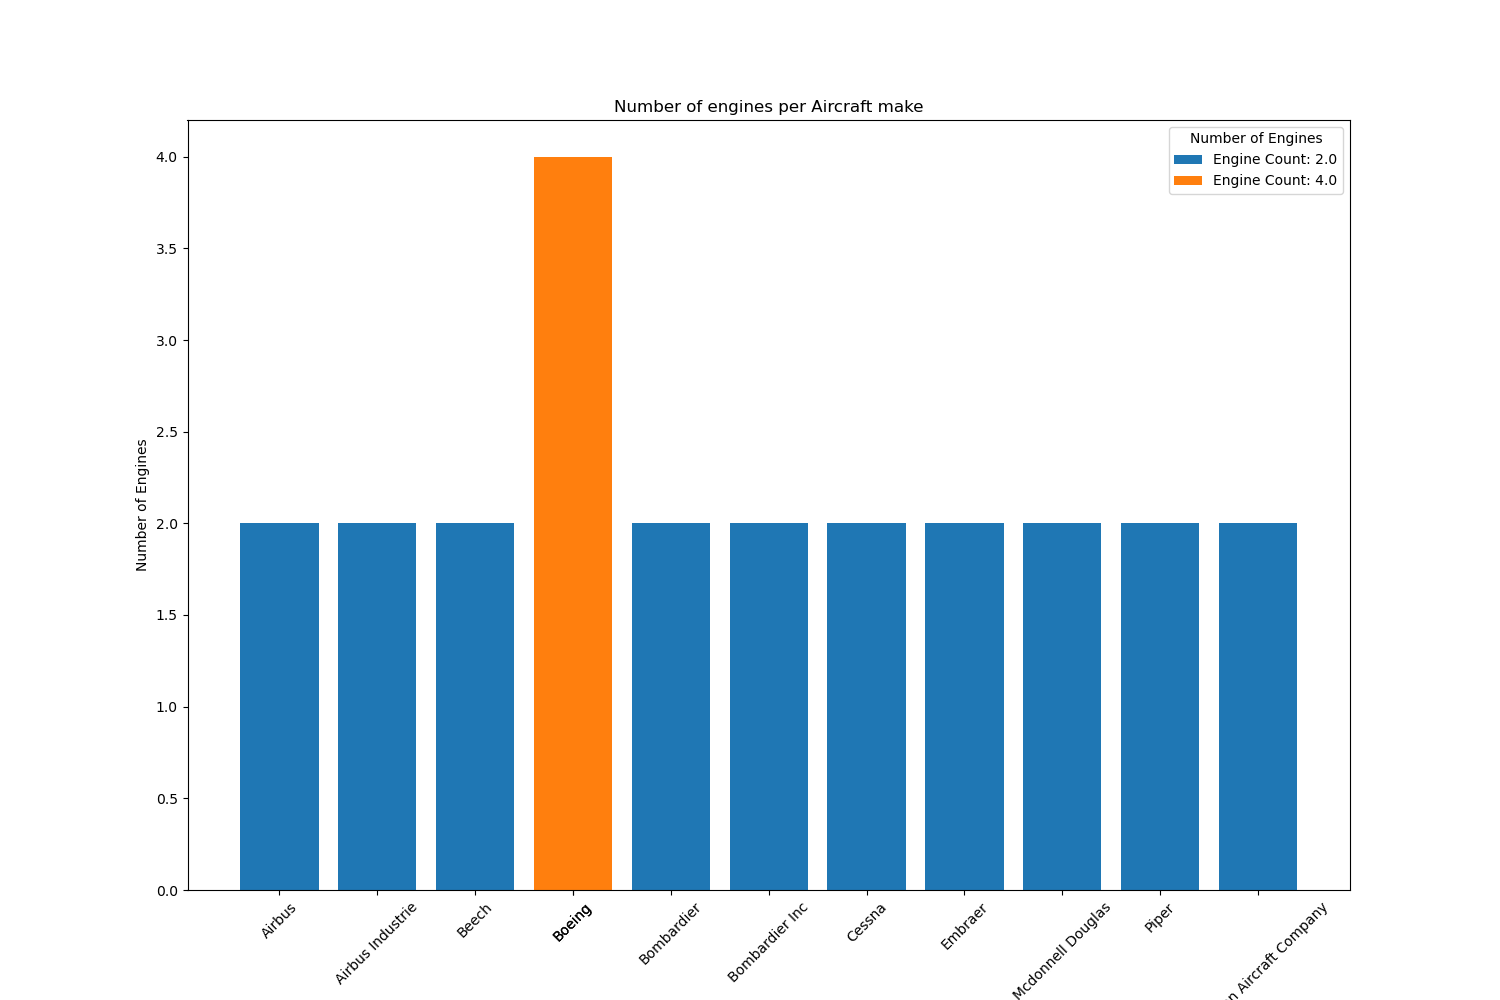 Number of engines per Aircraft make
Number of Engines
Engine Count: 2.0
Engine Count: 4.0
Number of Engines
4.0
3.5
3.0
2.5
2.0
1.5
1.0
0.5
0.0
Airbus
Airbus Industrie
Beech
Boeing
Bombardier
Bombardier Inc
Cessna
Embraer
Mcdonnell Douglas
Piper
Aircraft Company